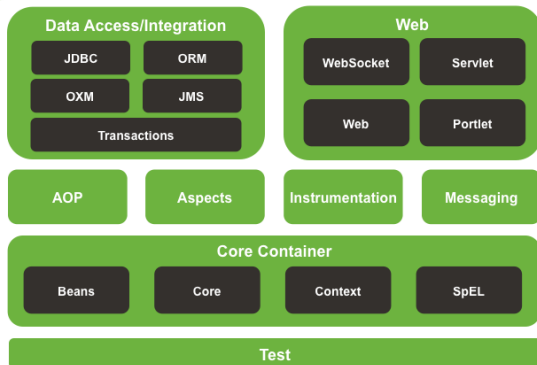 Data Access/Integration
JDBC
ORM
OXM
JMS
Transactions
Web
WebSocket
Servlet
Web
Portlet
AOP
Aspects
Instrumentation
Messaging
Core Container
Beans
Core
Context
SpEL
Test